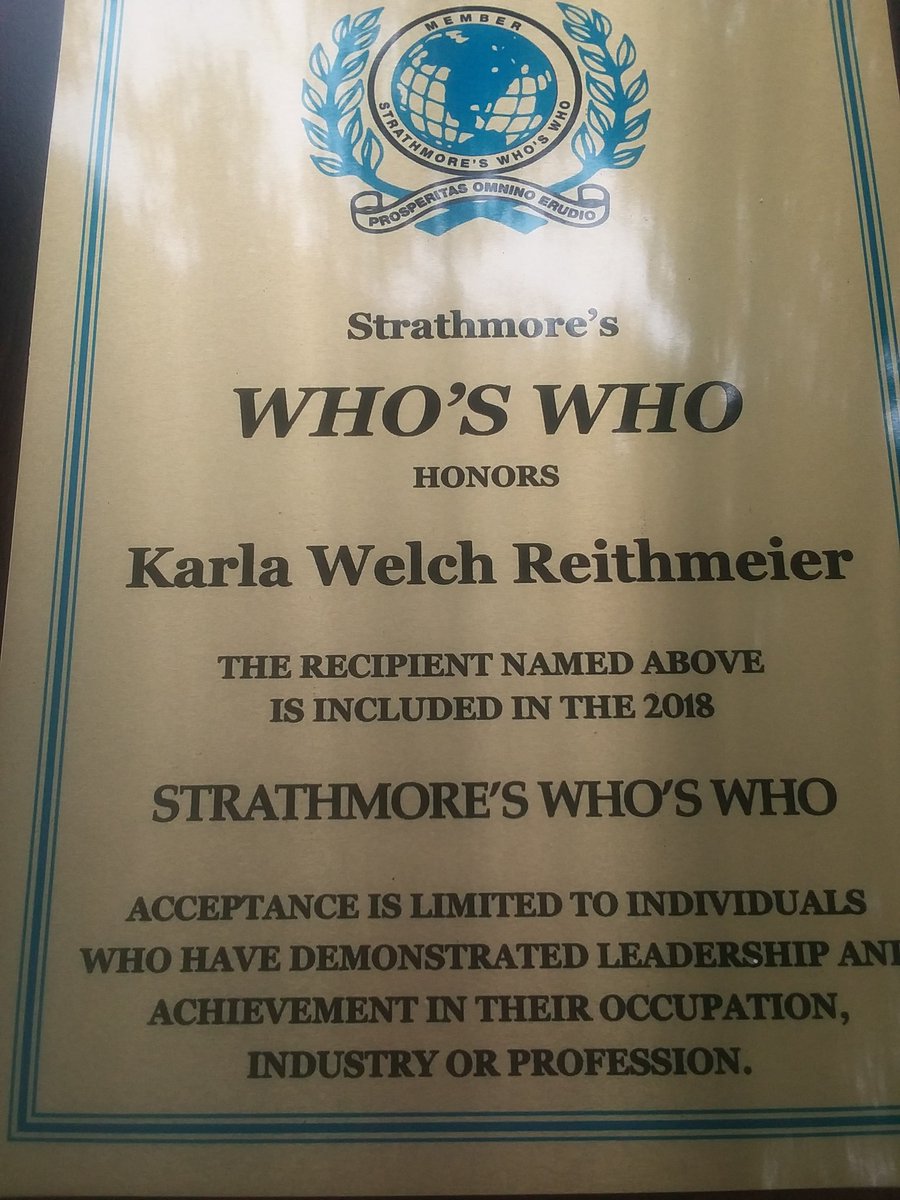 MEMBER
STRATHMORE'S WHO'S WHO
PROSPERITAS OMNINO ERUDIO
Strathmore's
WHO'S WHO
HONORS
Karla Welch Reithmeier
THE RECIPIENT NAMED ABOVE
IS INCLUDED IN THE 2018
STRATHMORE'S WHO'S WHO
ACCEPTANCE IS LIMITED TO INDIVIDUALS
WHO HAVE DEMONSTRATED LEADERSHIP AND
ACHIEVEMENT IN THEIR OCCUPATION,
INDUSTRY OR PROFESSION.